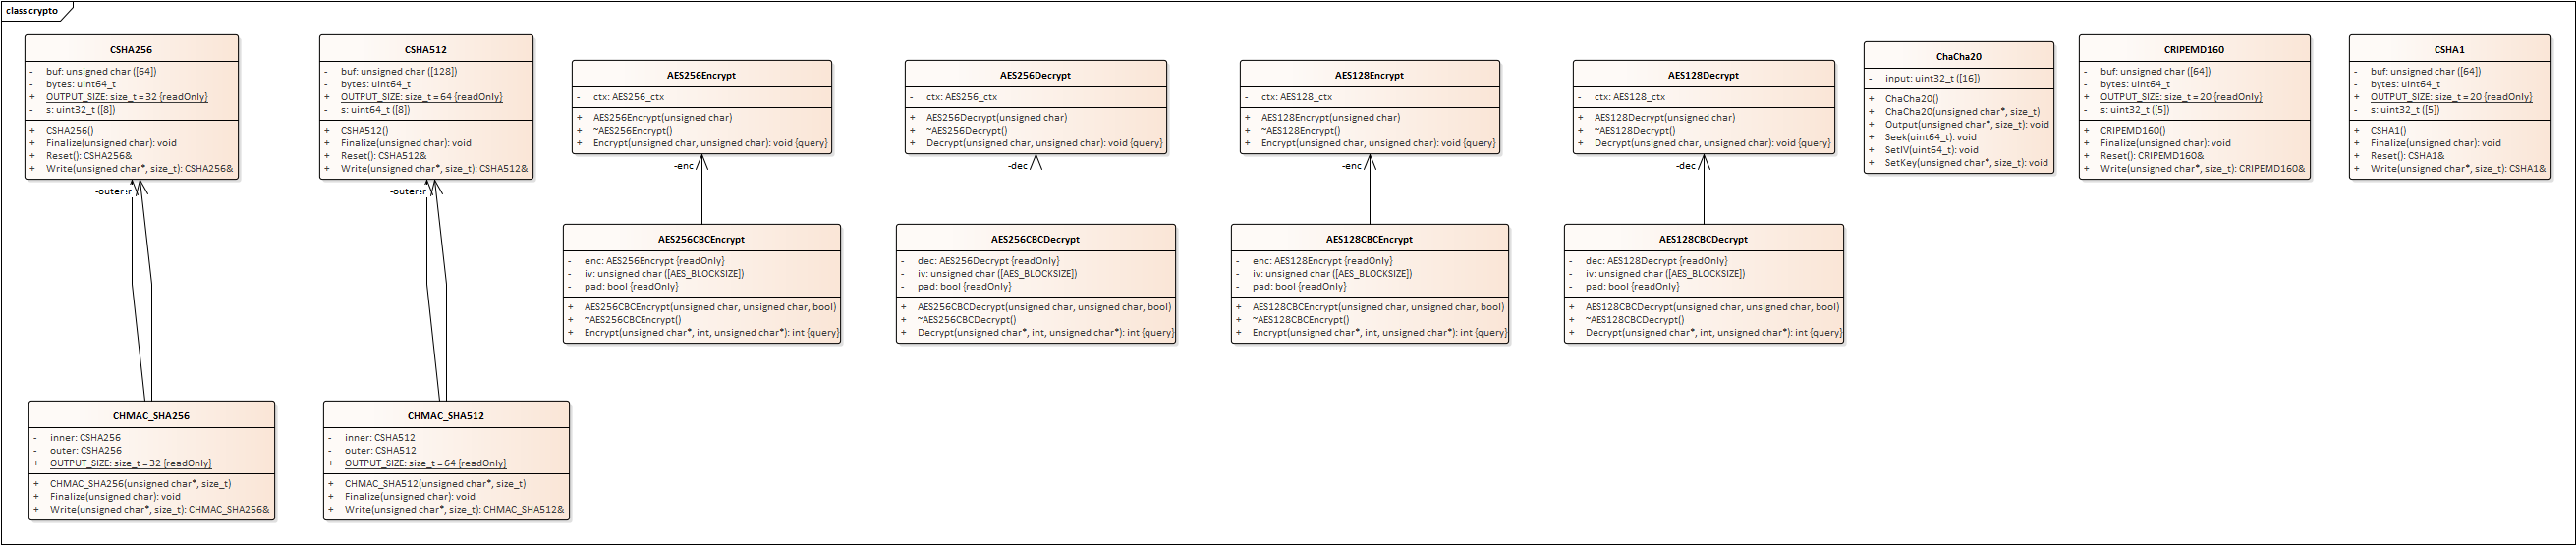 class crypto
CSHA256
- buf: unsigned char ([64])
- bytes: uint64_t
+ OUTPUT_SIZE: size_t = 32 {readOnly}
- s: uint32_t ([8])
+ CSHA256()
+ Finalize(unsigned char): void
+ Reset(): CSHA256&
+ Write(unsigned char*, size_t): CSHA256&
CSHA512
- buf: unsigned char ([128])
- bytes: uint64_t
+ OUTPUT_SIZE: size_t = 64 {readOnly}
- s: uint64_t ([8])
+ CSHA512()
+ Finalize(unsigned char): void
+ Reset(): CSHA512&
+ Write(unsigned char*, size_t): CSHA512&
AES256Encrypt
- ctx: AES256_ctx
+ AES256Encrypt(unsigned char)
+ ~AES256Encrypt()
+ Encrypt(unsigned char, unsigned char): void {query}
AES256Decrypt
- ctx: AES256_ctx
+ AES256Decrypt(unsigned char)
+ ~AES256Decrypt()
+ Decrypt(unsigned char, unsigned char): void {query}
AES128Encrypt
- ctx: AES128_ctx
+ AES128Encrypt(unsigned char)
+ ~AES128Encrypt()
+ Encrypt(unsigned char, unsigned char): void {query}
AES128Decrypt
- ctx: AES128_ctx
+ AES128Decrypt(unsigned char)
+ ~AES128Decrypt()
+ Decrypt(unsigned char, unsigned char): void {query}
ChaCha20
- input: uint32_t ([16])
+ ChaCha20()
+ ChaCha20(unsigned char*, size_t)
+ Output(unsigned char*, size_t): void
+ Seek(uint64_t): void
+ SetIV(uint64_t): void
+ SetKey(unsigned char*, size_t): void
CRIPEMD160
- buf: unsigned char ([64])
- bytes: uint64_t
+ OUTPUT_SIZE: size_t = 20 {readOnly}
- s: uint32_t ([5])
+ CRIPEMD160()
+ Finalize(unsigned char): void
+ Reset(): CRIPEMD160&
+ Write(unsigned char*, size_t): CRIPEMD160&
CSHA1
- buf: unsigned char ([64])
- bytes: uint64_t
+ OUTPUT_SIZE: size_t = 20 {readOnly}
- s: uint32_t ([5])
+ CSHA1()
+ Finalize(unsigned char): void
+ Reset(): CSHA1&
+ Write(unsigned char*, size_t): CSHA1&
-outer
-outer
-enc
-dec
-enc
-dec
AES256CBCEncrypt
- enc: AES256Encrypt {readOnly}
- iv: unsigned char ([AES_BLOCKSIZE])
- pad: bool {readOnly}
+ AES256CBCEncrypt(unsigned char, unsigned char, bool)
+ ~AES256CBCEncrypt()
+ Encrypt(unsigned char*, int, unsigned char*): int {query}
AES256CBCDecrypt
- dec: AES256Decrypt {readOnly}
- iv: unsigned char ([AES_BLOCKSIZE])
- pad: bool {readOnly}
+ AES256CBCDecrypt(unsigned char, unsigned char, bool)
+ ~AES256CBCDecrypt()
+ Decrypt(unsigned char*, int, unsigned char*): int {query}
AES128CBCEncrypt
- enc: AES128Encrypt {readOnly}
- iv: unsigned char ([AES_BLOCKSIZE])
- pad: bool {readOnly}
+ AES128CBCEncrypt(unsigned char, unsigned char, bool)
+ ~AES128CBCEncrypt()
+ Encrypt(unsigned char*, int, unsigned char*): int {query}
AES128CBCDecrypt
- dec: AES128Decrypt {readOnly}
- iv: unsigned char ([AES_BLOCKSIZE])
- pad: bool {readOnly}
+ AES128CBCDecrypt(unsigned char, unsigned char, bool)
+ ~AES128CBCDecrypt()
+ Decrypt(unsigned char*, int, unsigned char*): int {query}
CHMAC_SHA256
- inner: CSHA256
- outer: CSHA256
+ OUTPUT_SIZE: size_t = 32 {readOnly}
+ CHMAC_SHA256(unsigned char*, size_t)
+ Finalize(unsigned char): void
+ Write(unsigned char*, size_t): CHMAC_SHA256&
CHMAC_SHA512
- inner: CSHA512
- outer: CSHA512
+ OUTPUT_SIZE: size_t = 64 {readOnly}
+ CHMAC_SHA512(unsigned char*, size_t)
+ Finalize(unsigned char): void
+ Write(unsigned char*, size_t): CHMAC_SHA512&